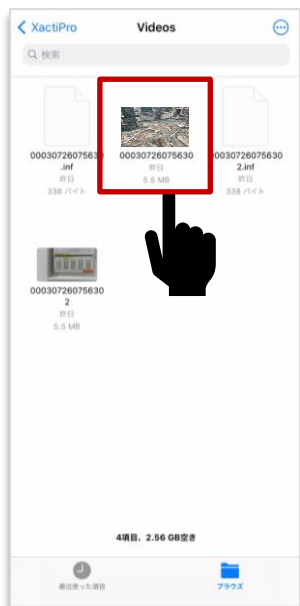 XactiPro
Videos
検索
00030726075630
.inf
昨日
338 バイト
00030726075630
昨日
5.5 MB
00030726075630
2.inf
昨日
338 バイト
00030726075630
2
昨日
5.5 MB
4項目、2.56 GB空き
最近使った項目
ブラウズ